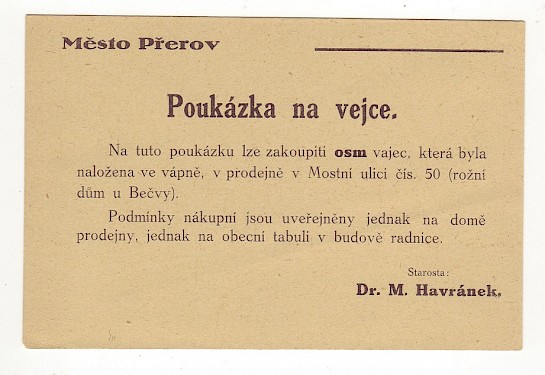 Město Přerov
Poukázka na vejce.
Na tuto poukázku lze zakoupiti osm vajec, která byla
naložena ve vápně, v prodejně v Mostní ulici čís. 50 (rožní
dům u Bečvy).
Podmínky nákupní jsou uveřejněny jednak na domě
prodejny, jednak na obecní tabuli v budově radnice.
Starosta:
Dr. M. Havránek.